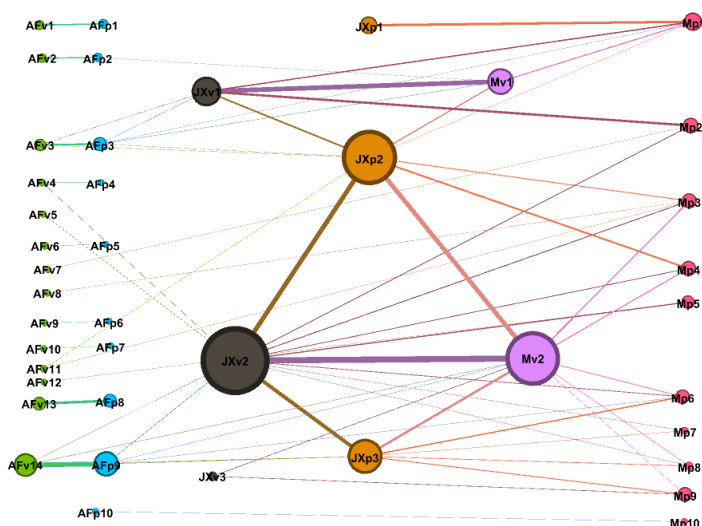 AFv1 AFp1 JXp1 Mp1
AFv2 AFp2
JXv1 Mv1
Mp2
AFv3 AFp3 JXp2
AFv4 AFp4
Mp3
AFv5
AFv6 AFp5
AFv7 Mp4
AFv8
Mp5
AFv9 AFp6
AFv10 AFp7
JXv2 Mv2
AFv11
AFv12
AFv13 AFp8 Mp6
Mp7
AFv14 AFp9 JXp3 Mp8
JXv3
Mp9
AFp10
Mp10